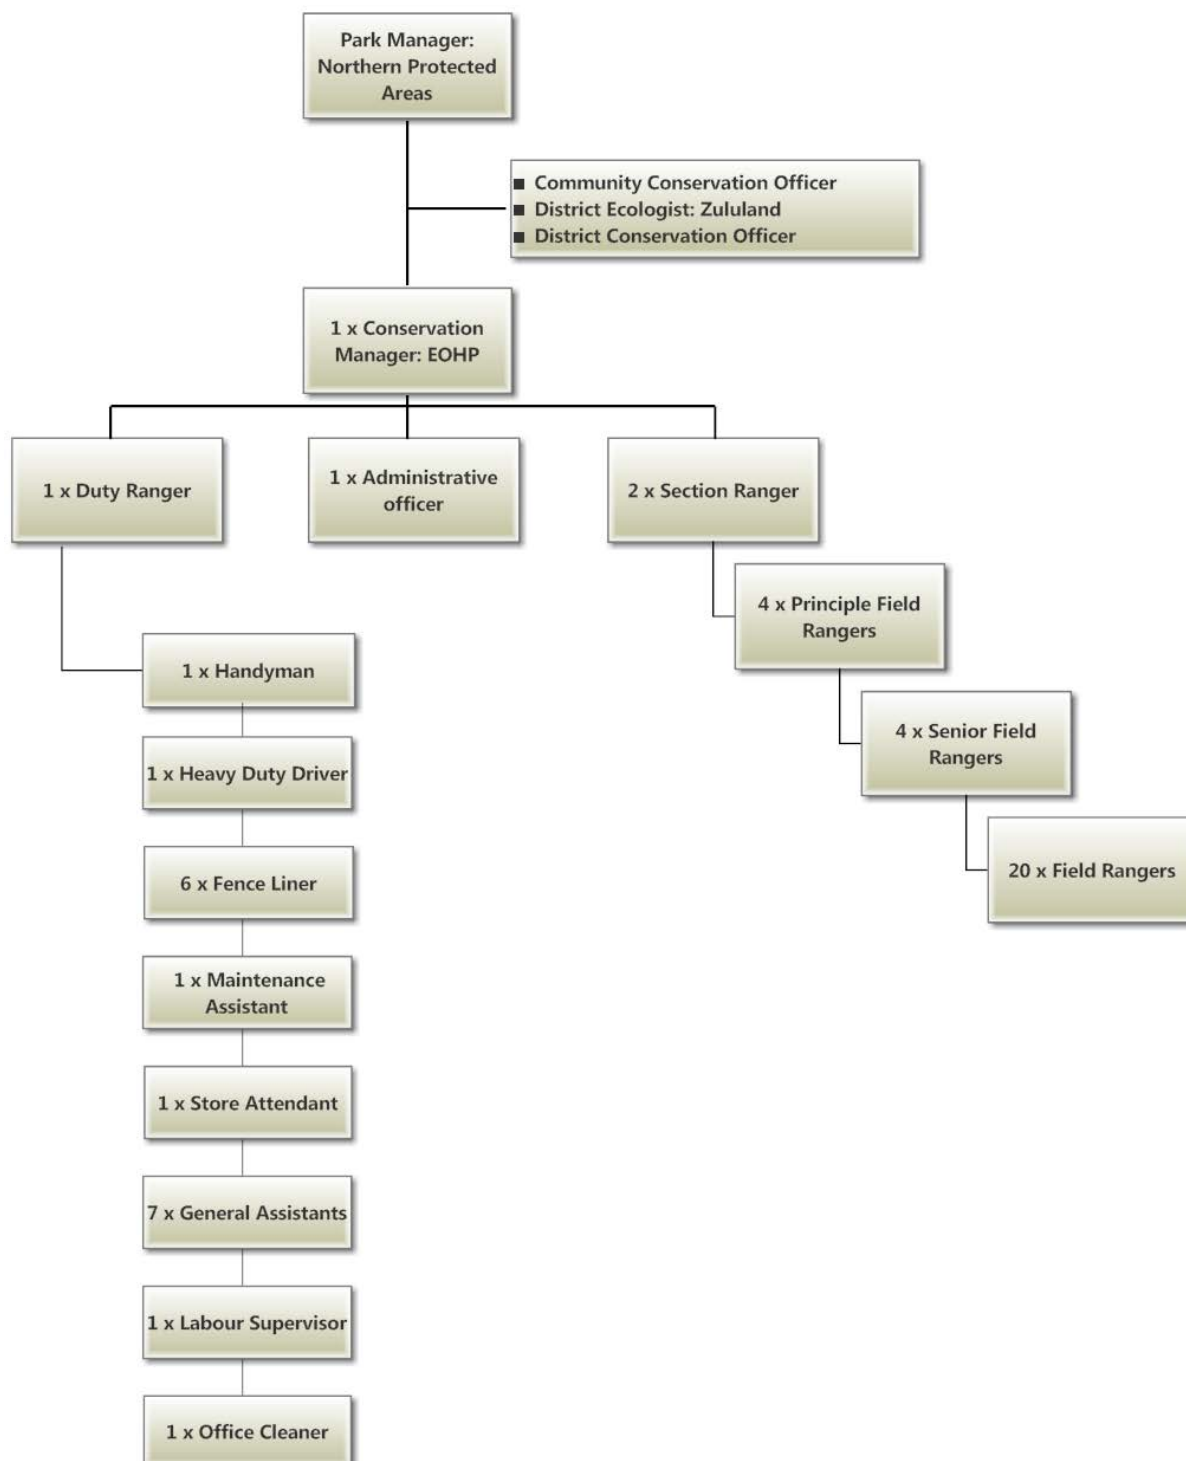 Park Manager:
Northern Protected
Areas
■ Community Conservation Officer
■ District Ecologist: Zululand
■ District Conservation Officer
1 x Conservation
Manager: EOHP
1 x Duty Ranger
1 x Administrative
officer
2 x Section Ranger
4 x Principle Field
Rangers
1 x Handyman
4 x Senior Field
Rangers
1 x Heavy Duty Driver
20 x Field Rangers
6 x Fence Liner
1 x Maintenance
Assistant
1 x Store Attendant
7 x General Assistants
1 x Labour Supervisor
1 x Office Cleaner